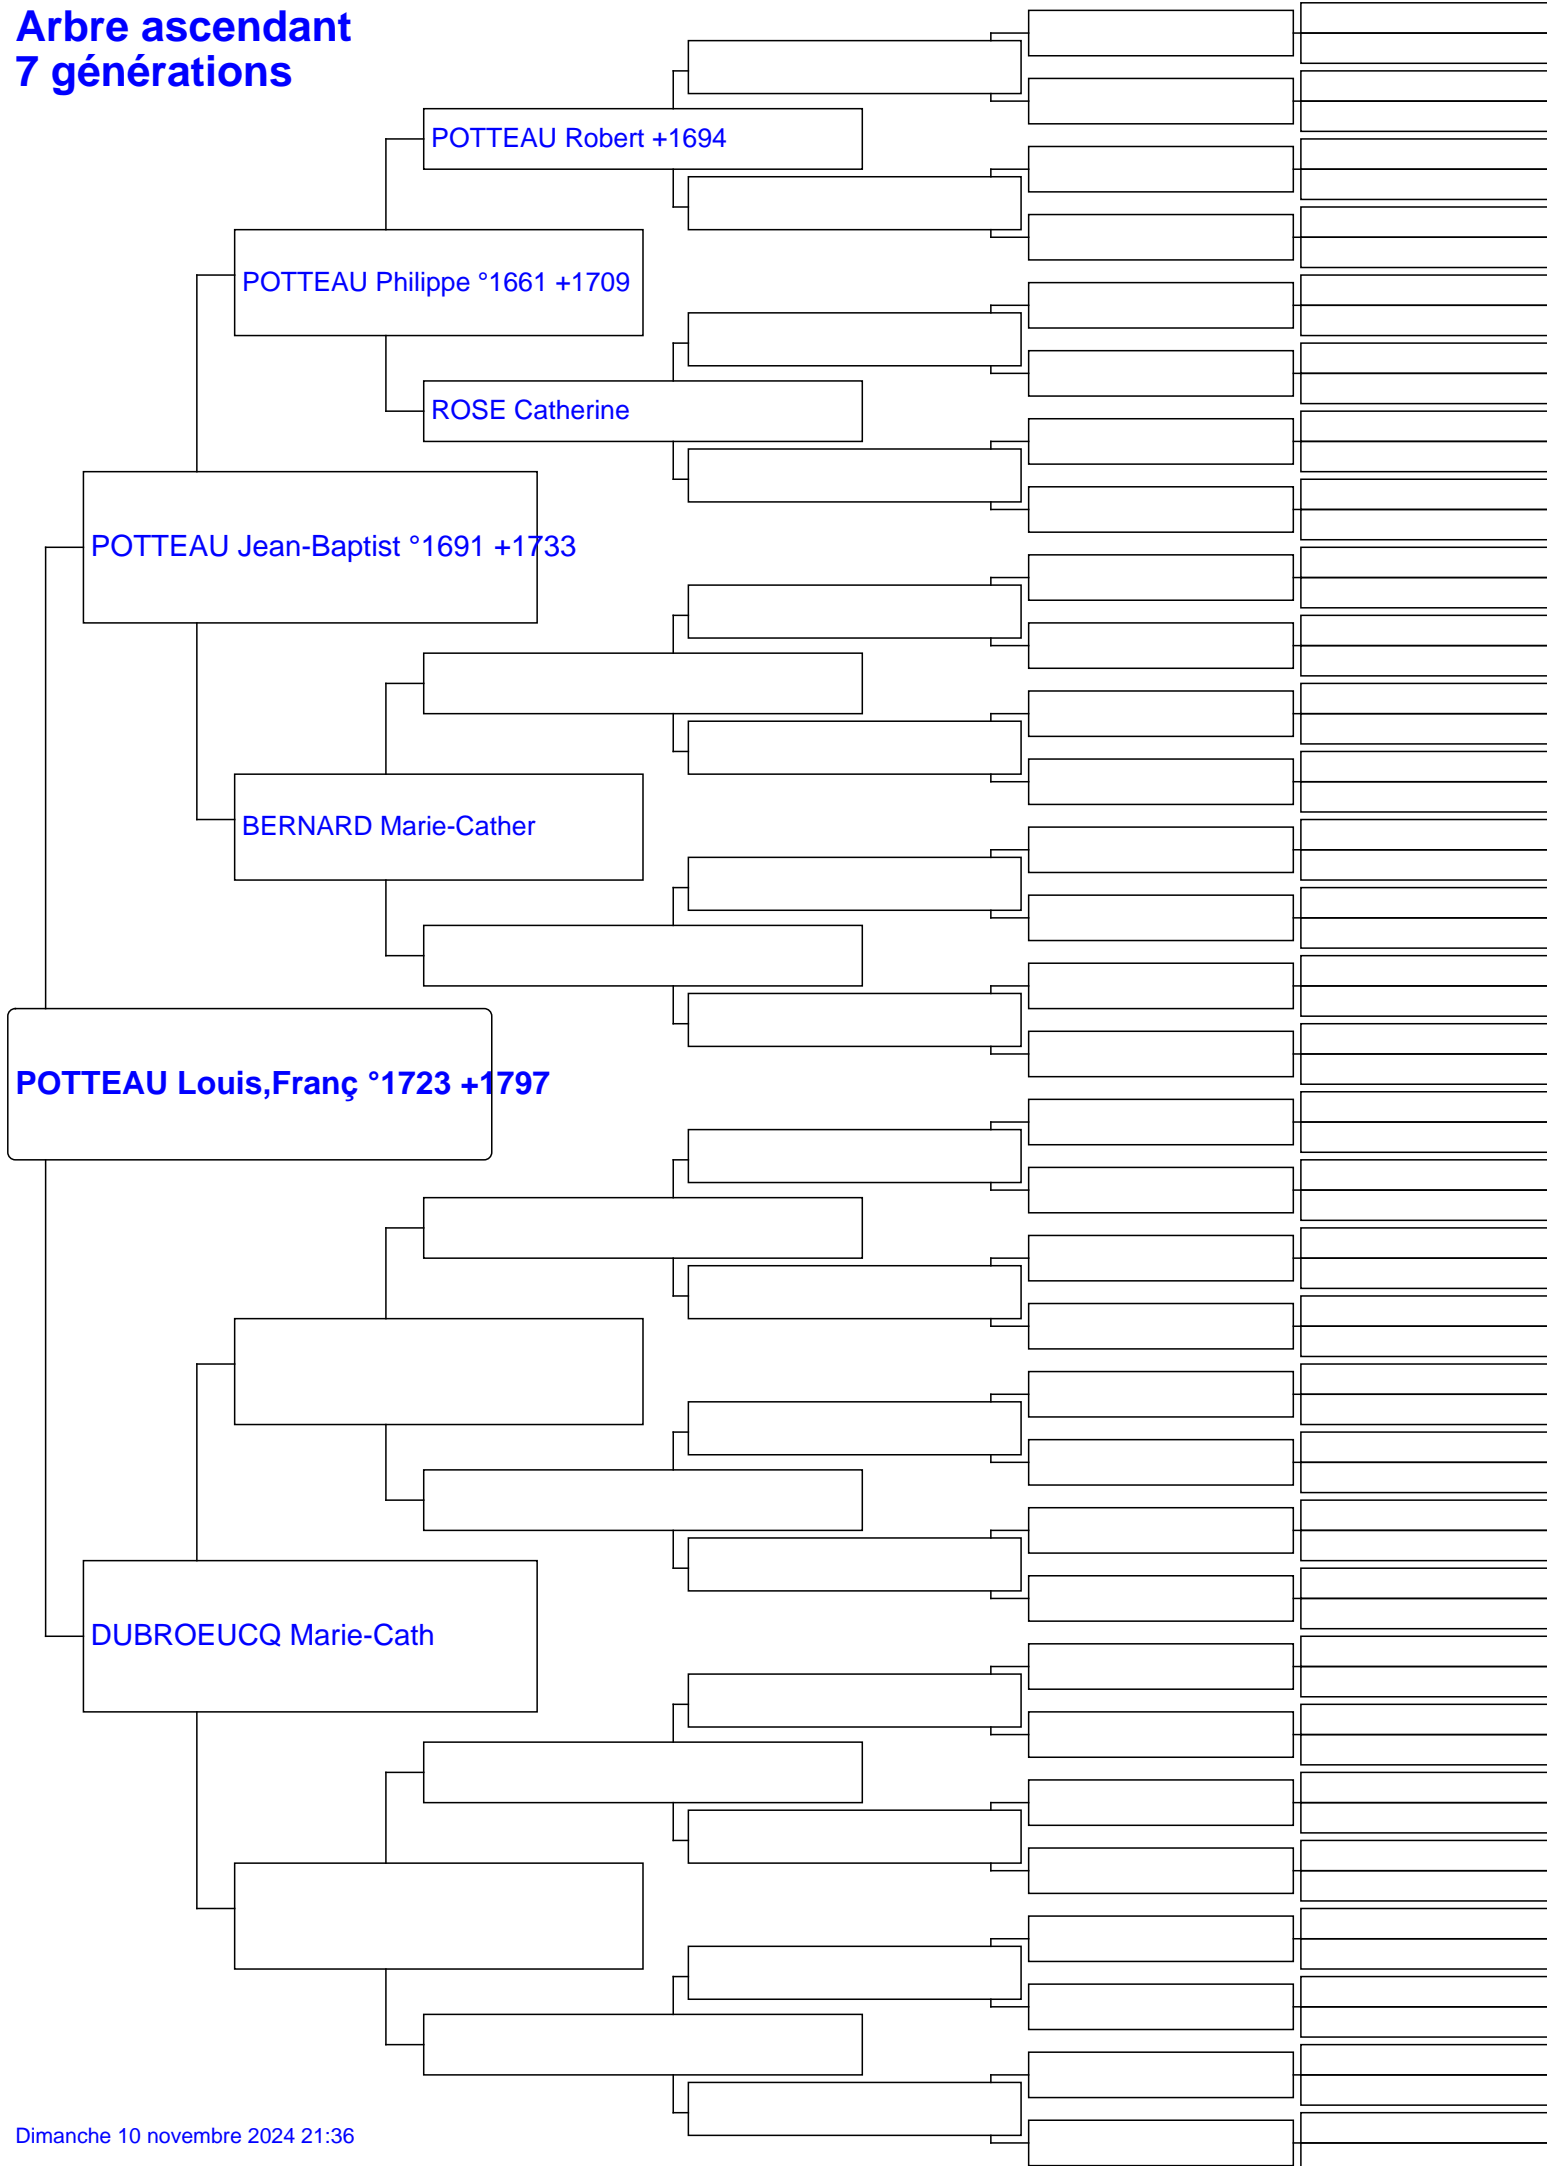 Arbre ascendant
7 générations
POTTEAU Robert +1694
POTTEAU Philippe °1661 +1709
ROSE Catherine
POTTEAU Jean-Baptist °1691 +1733
BERNARD Marie-Cather
POTTEAU Louis,Franç °1723 +1797
DUBROEUCQ Marie-Cath
Dimanche 10 novembre 2024 21:36